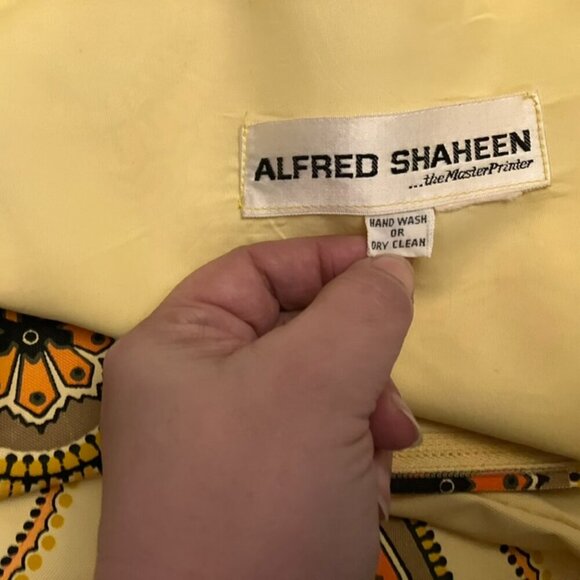 ALFRED SHAHEEN
...the Master Printer
HAND WASH
OR
DRY CLEAN